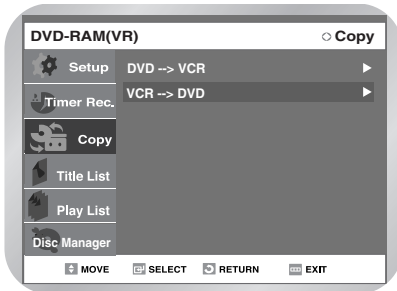 DVD-RAM(VR)
Copy
Setup
DVD --> VCR
Timer Rec.
VCR --> DVD
Copy
Title List
Play List
Disc Manager
MOVE SELECT RETURN EXIT